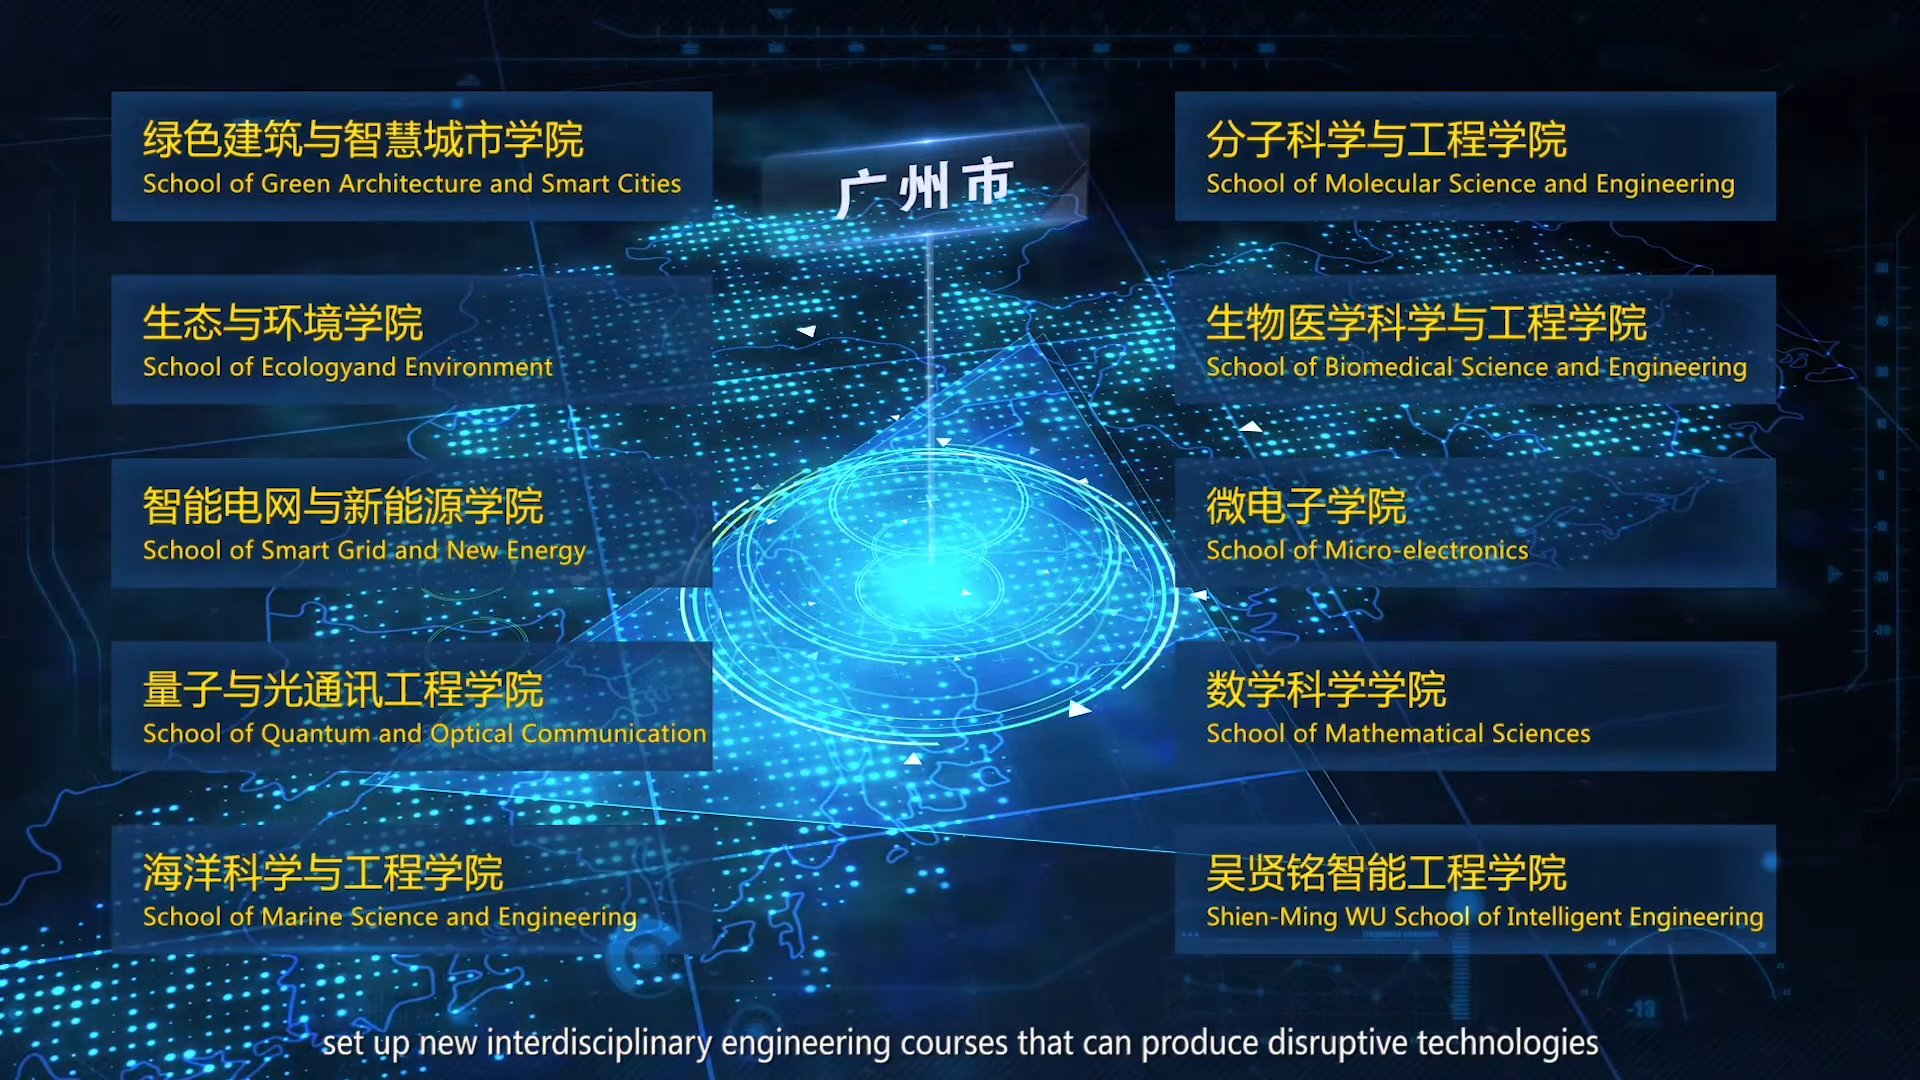 绿色建筑与智慧城市学院
School of Green Architecture and Smart Cities
生态与环境学院
School of Ecologyand Environment
智能电网与新能源学院
School of Smart Grid and New Energy
量子与光通讯工程学院
School of Quantum and Optical Communication
海洋科学与工程学院
School of Marine Science and Engineering
广州市
分子科学与工程学院
School of Molecular Science and Engineering
生物医学科学与工程学院
School of Biomedical Science and Engineering
微电子学院
School of Micro-electronics
数学科学学院
School of Mathematical Sciences
吴贤铭智能工程学院
Shien-Ming WU School of Intelligent Engineering
set up new interdisciplinary engineering courses that can produce disruptive technologies